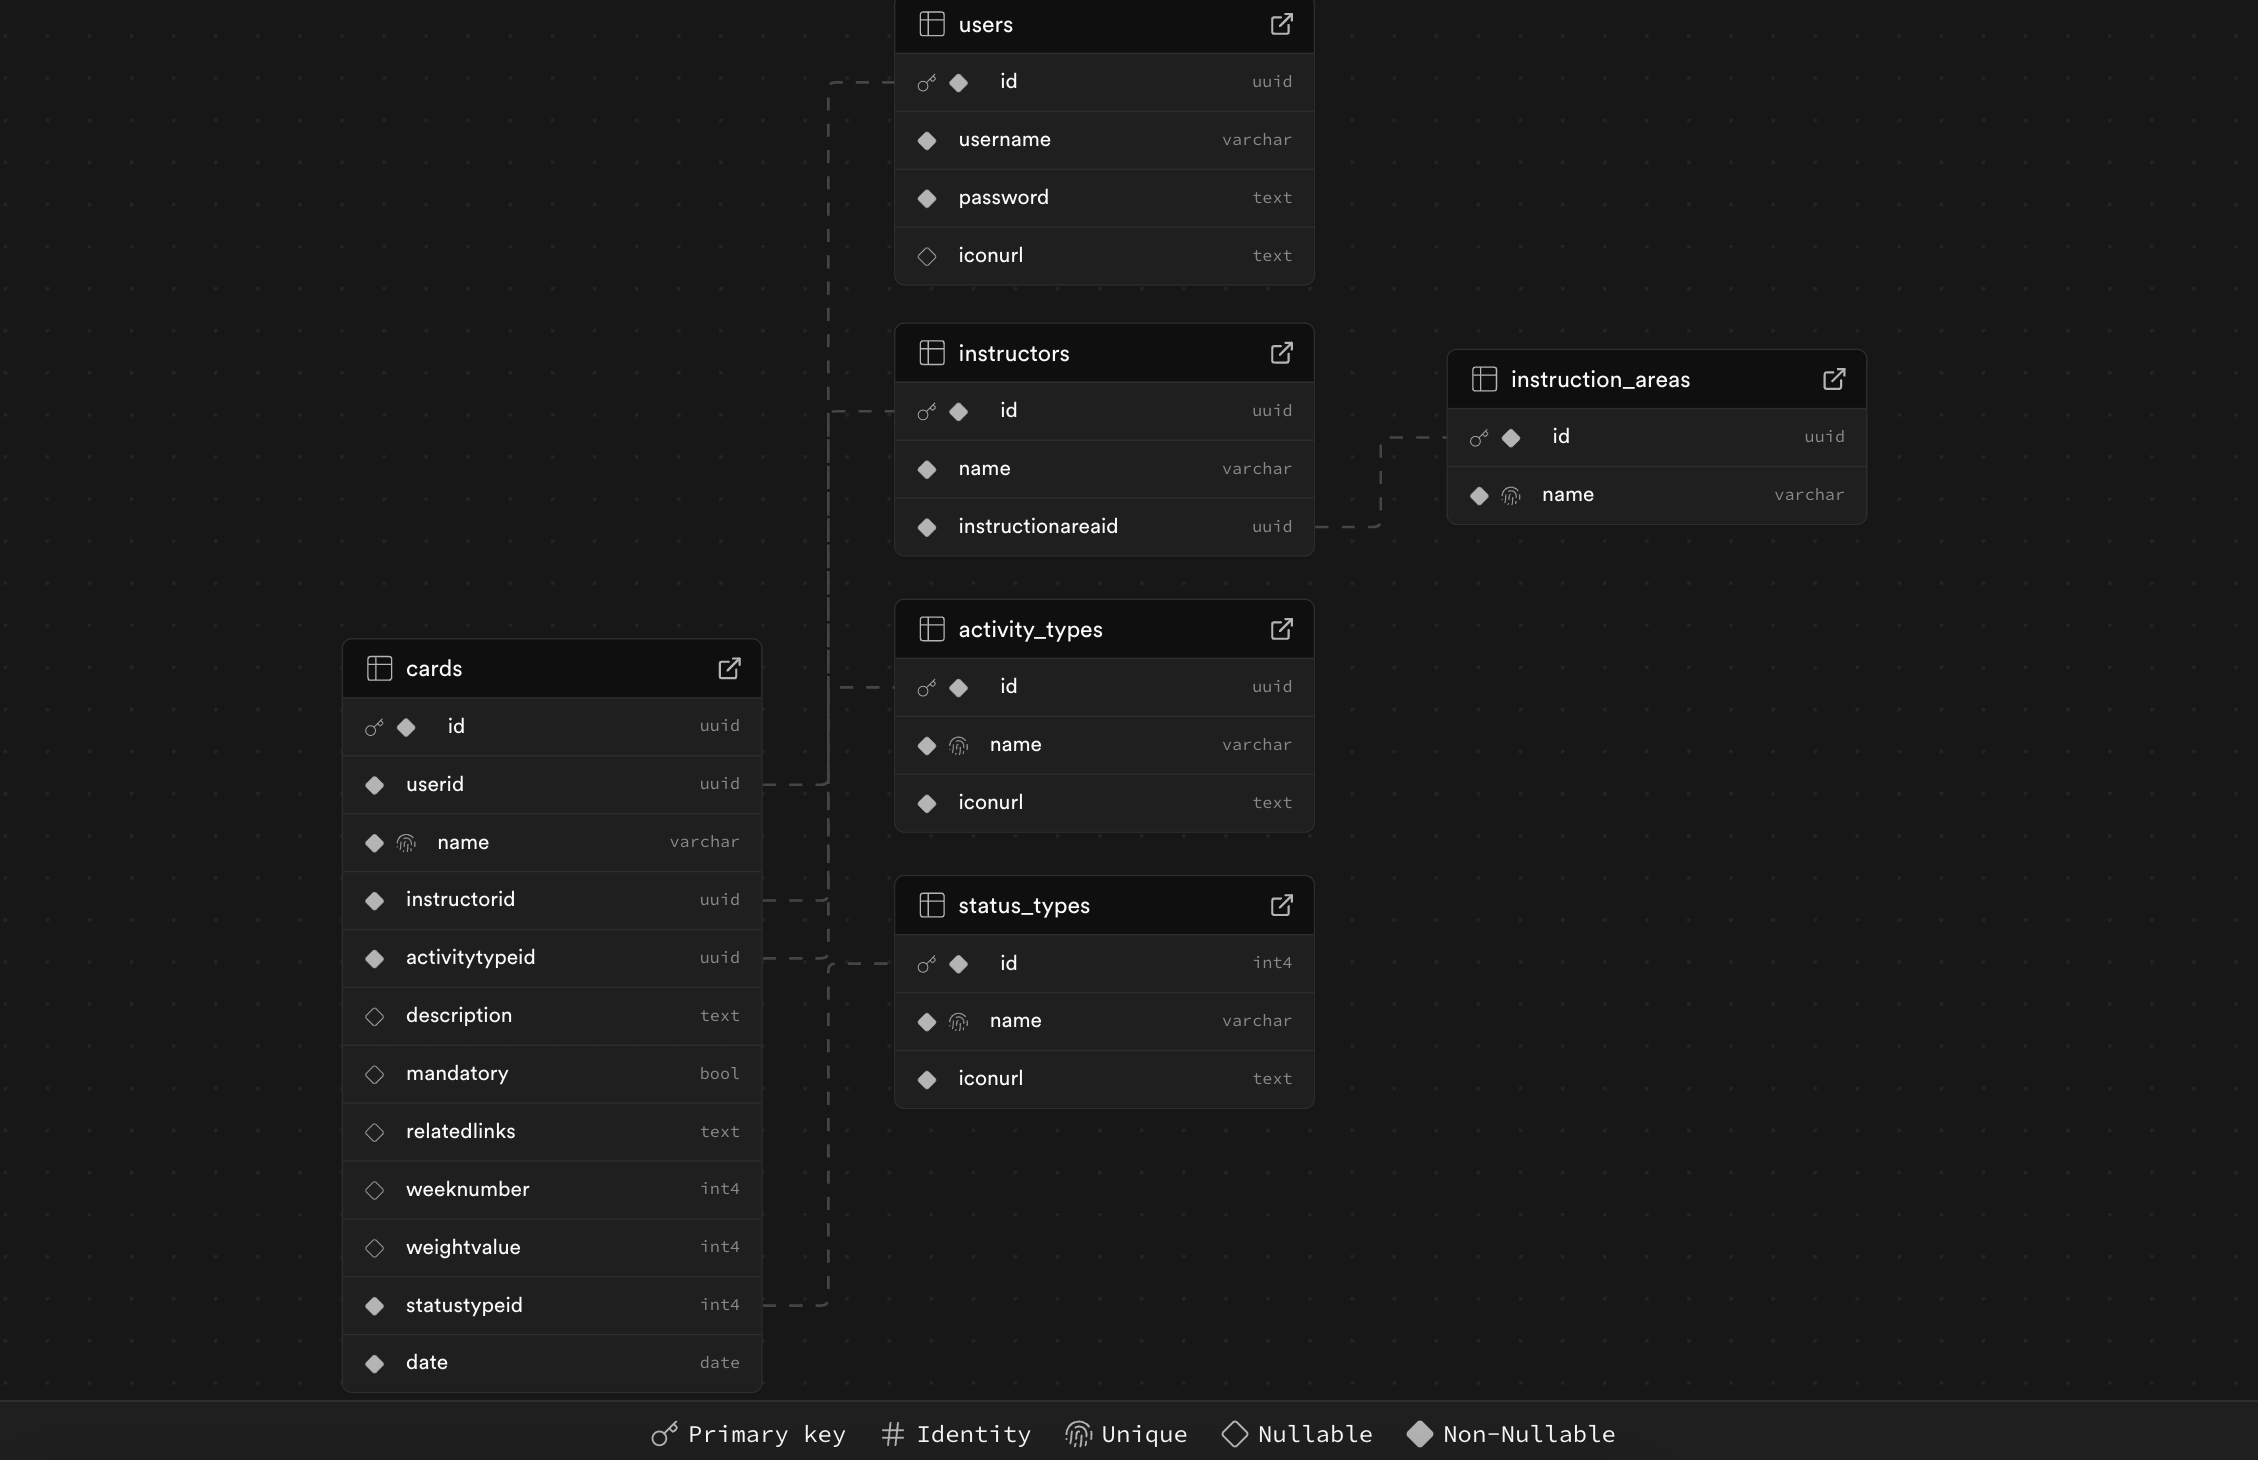 users
id uuid
username varchar
password text
iconurl text
instructors
id uuid
name varchar
instructionareaid uuid
instruction_areas
id uuid
name varchar
activity_types
id uuid
name varchar
iconurl text
cards
id uuid
userid uuid
name varchar
instructorid uuid
activitytypeid uuid
description text
mandatory bool
relatedlinks text
weeknumber int4
weightvalue int4
statustypeid int4
date date
status_types
id int4
name varchar
iconurl text
Primary key # Identity Unique Nullable Non-Nullable